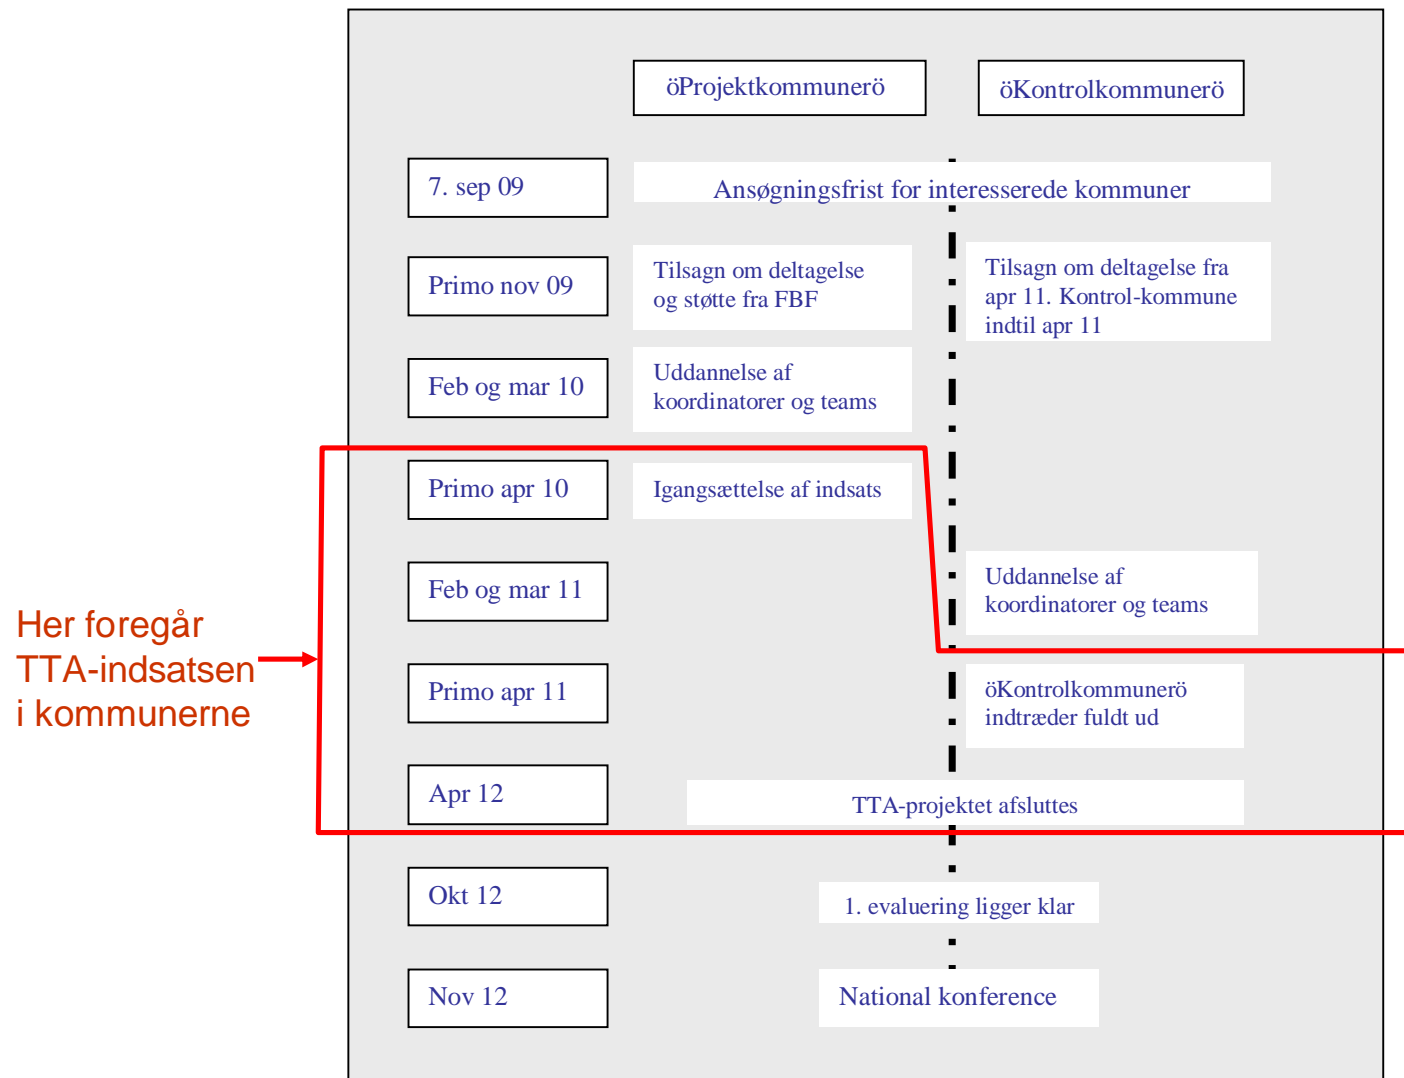 öProjektkommunerö
öKontrolkommunerö
7. sep 09
Ansøgningsfrist for interesserede kommuner
Primo nov 09
Tilsagn om deltagelse
og støtte fra FBF
Tilsagn om deltagelse fra
apr 11. Kontrol-kommune
indtil apr 11
Feb og mar 10
Uddannelse af
koordinatorer og teams
Primo apr 10
Igangsættelse af indsats
Feb og mar 11
Uddannelse af
koordinatorer og teams
Her foregår
TTA-indsatsen
i kommunerne
Primo apr 11
öKontrolkommunerö
indtræder fuldt ud
Apr 12
TTA-projektet afsluttes
Okt 12
1. evaluering ligger klar
Nov 12
National konference